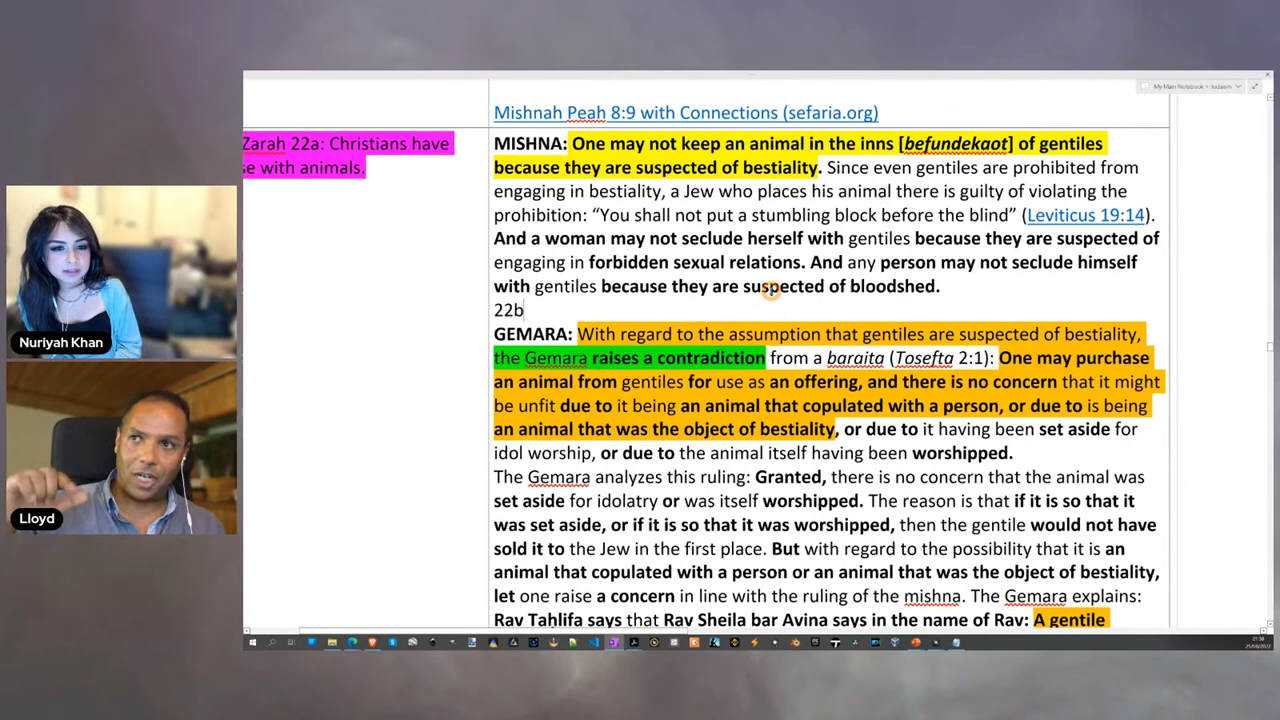 My Main Notebook > Judaism
Mishnah Peah 8:9 with Connections (sefaria.org)
Zarah 22a: Christians have
se with animals.
MISHNA: One may not keep an animal in the inns [befundekaot] of gentiles
because they are suspected of bestiality. Since even gentiles are prohibited from
engaging in bestiality, a Jew who places his animal there is guilty of violating the
prohibition: “You shall not put a stumbling block before the blind” (Leviticus 19:14).
And a woman may not seclude herself with gentiles because they are suspected of
engaging in forbidden sexual relations. And any person may not seclude himself
with gentiles because they are suspected of bloodshed.
22b
GEMARA: With regard to the assumption that gentiles are suspected of bestiality,
the Gemara raises a contradiction from a baraita (Tosefta 2:1): One may purchase
an animal from gentiles for use as an offering, and there is no concern that it might
be unfit due to it being an animal that copulated with a person, or due to is being
an animal that was the object of bestiality, or due to it having been set aside for
idol worship, or due to the animal itself having been worshipped.
The Gemara analyzes this ruling: Granted, there is no concern that the animal was
set aside for idolatry or was itself worshipped. The reason is that if it is so that it
was set aside, or if it is so that it was worshipped, then the gentile would not have
sold it to the Jew in the first place. But with regard to the possibility that it is an
animal that copulated with a person or an animal that was the object of bestiality,
let one raise a concern in line with the ruling of the mishna. The Gemara explains:
Rav Tahlifa says that Rav Sheila bar Avina says in the name of Rav: A gentile
Nuriyah Khan
Lloyd
21:58
25/08/2022